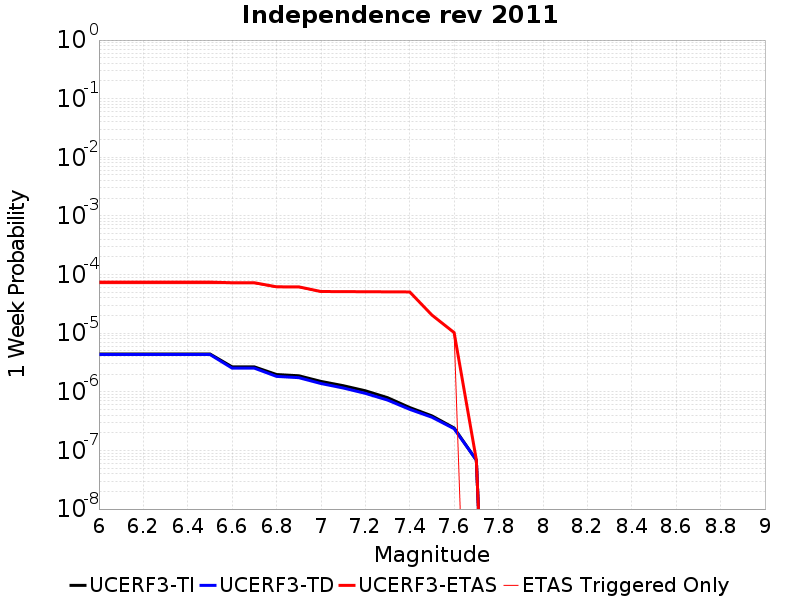 Independence rev 2011
1 Week Probability
10^0
10^-1
10^-2
10^-3
10^-4
10^-5
10^-6
10^-7
10^-8
6 6.2 6.4 6.6 6.8 7 7.2 7.4 7.6 7.8 8 8.2 8.4 8.6 8.8 9
Magnitude
UCERF3-TI UCERF3-TD UCERF3-ETAS ETAS Triggered Only